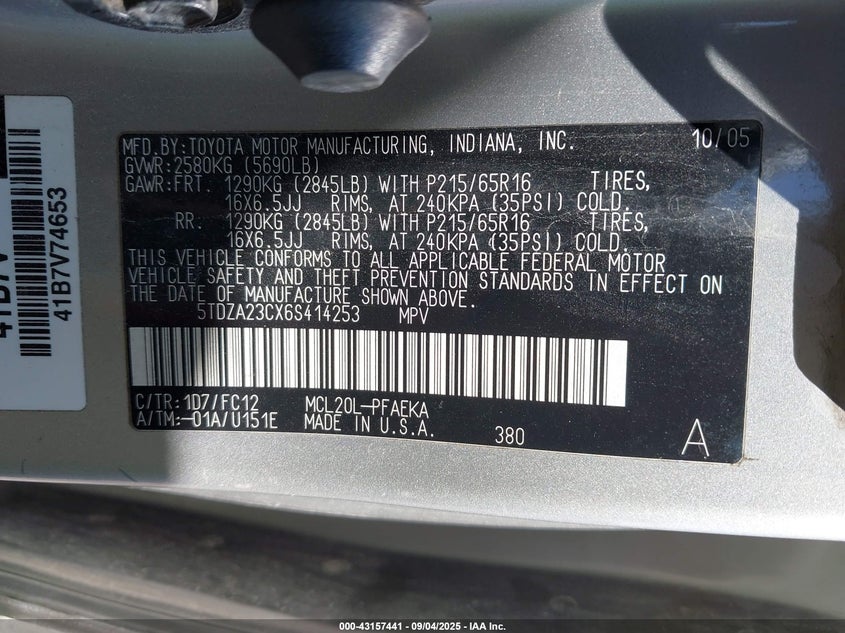 41B7V74653
MFD.BY:TOYOTA MOTOR MANUFACTURING, INDIANA, INC. 10/05
GVWR:2580KG (5690LB)
GAWR:FRT. 1290KG (2845LB) WITH P215/65R16 TIRES,
16X6.5JJ RIMS, AT 240KPA (35PSI) COLD.
RR: 1290KG (2845LB) WITH P215/65R16 TIRES,
16X6.5JJ RIMS, AT 240KPA (35PSI) COLD.
THIS VEHICLE CONFORMS TO ALL APPLICABLE FEDERAL MOTOR
VEHICLE SAFETY AND THEFT PREVENTION STANDARDS IN EFFECT ON
THE DATE OF MANUFACTURE SHOWN ABOVE.
5TDZA23CX6S414253 MPV
C/TR:1D7/FC12 MCL20L-PFAEKA
A/TM:-01A/U151E MADE IN U.S.A. 380 A
000-43157441 - 09/04/2025 - IAA Inc.